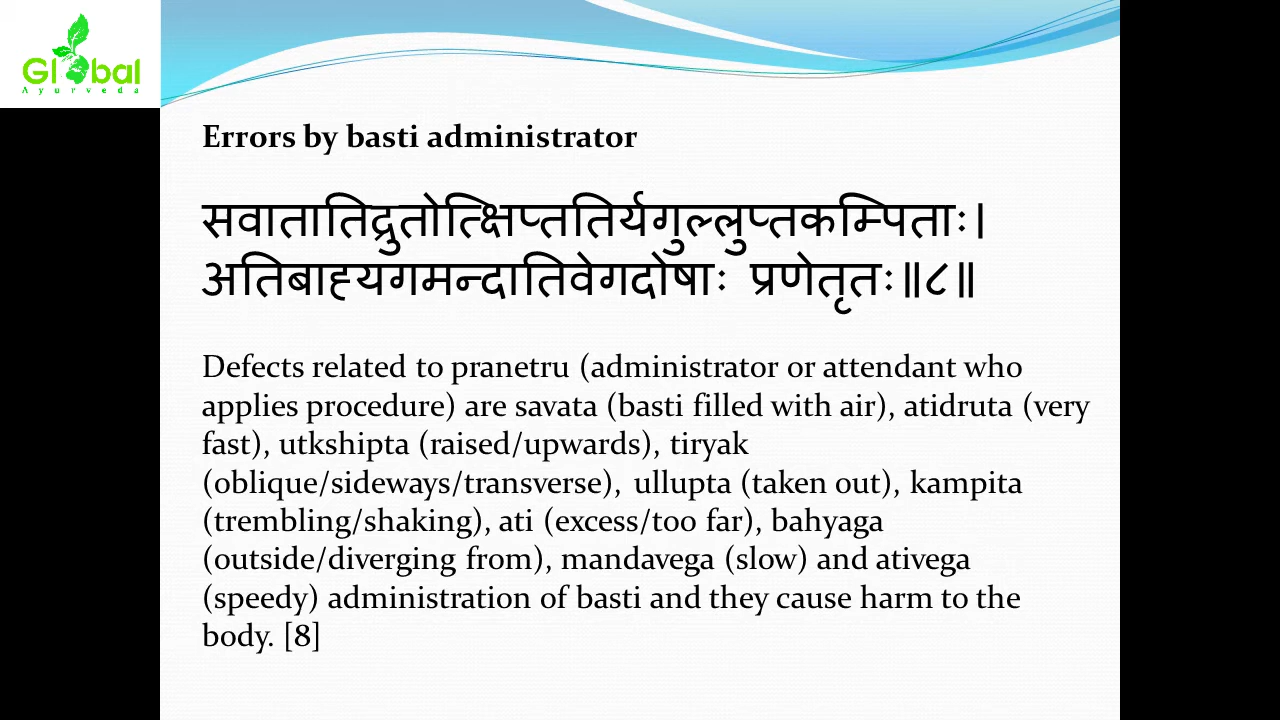 Global
Ayurveda
Errors by basti administrator
सवातातिद्रुतोत्क्षिप्ततिर्यगुल्लुप्तकम्पिताः।
अतिबाह्यगमन्दातिवेगदोषाः प्रणेतृतः॥८॥
Defects related to pranetru (administrator or attendant who
applies procedure) are savata (basti filled with air), atidruta (very
fast), utkshipta (raised/upwards), tiryak
(oblique/sideways/transverse), ullupta (taken out), kampita
(trembling/shaking), ati (excess/too far), bahyaga
(outside/diverging from), mandavega (slow) and ativega
(speedy) administration of basti and they cause harm to the
body. [8]